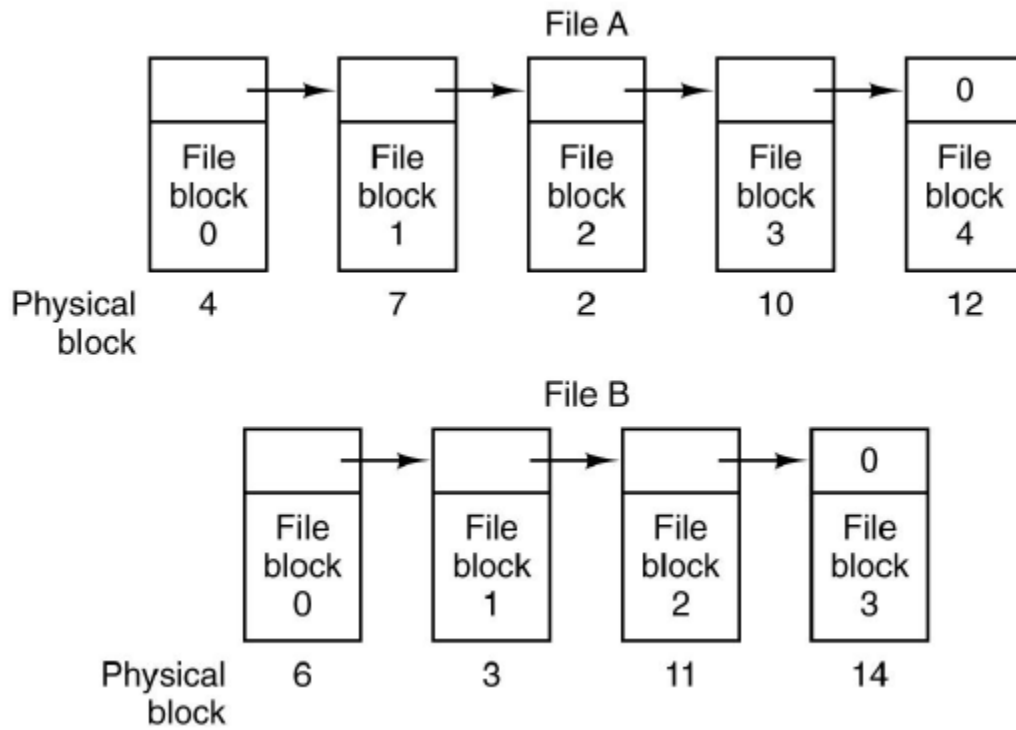 File A
0
File
block
0
File
block
1
File
block
2
File
block
3
File
block
4
Physical
block
4 7 2 10 12
File B
0
File
block
0
File
block
1
File
block
2
File
block
3
Physical
block
6 3 11 14